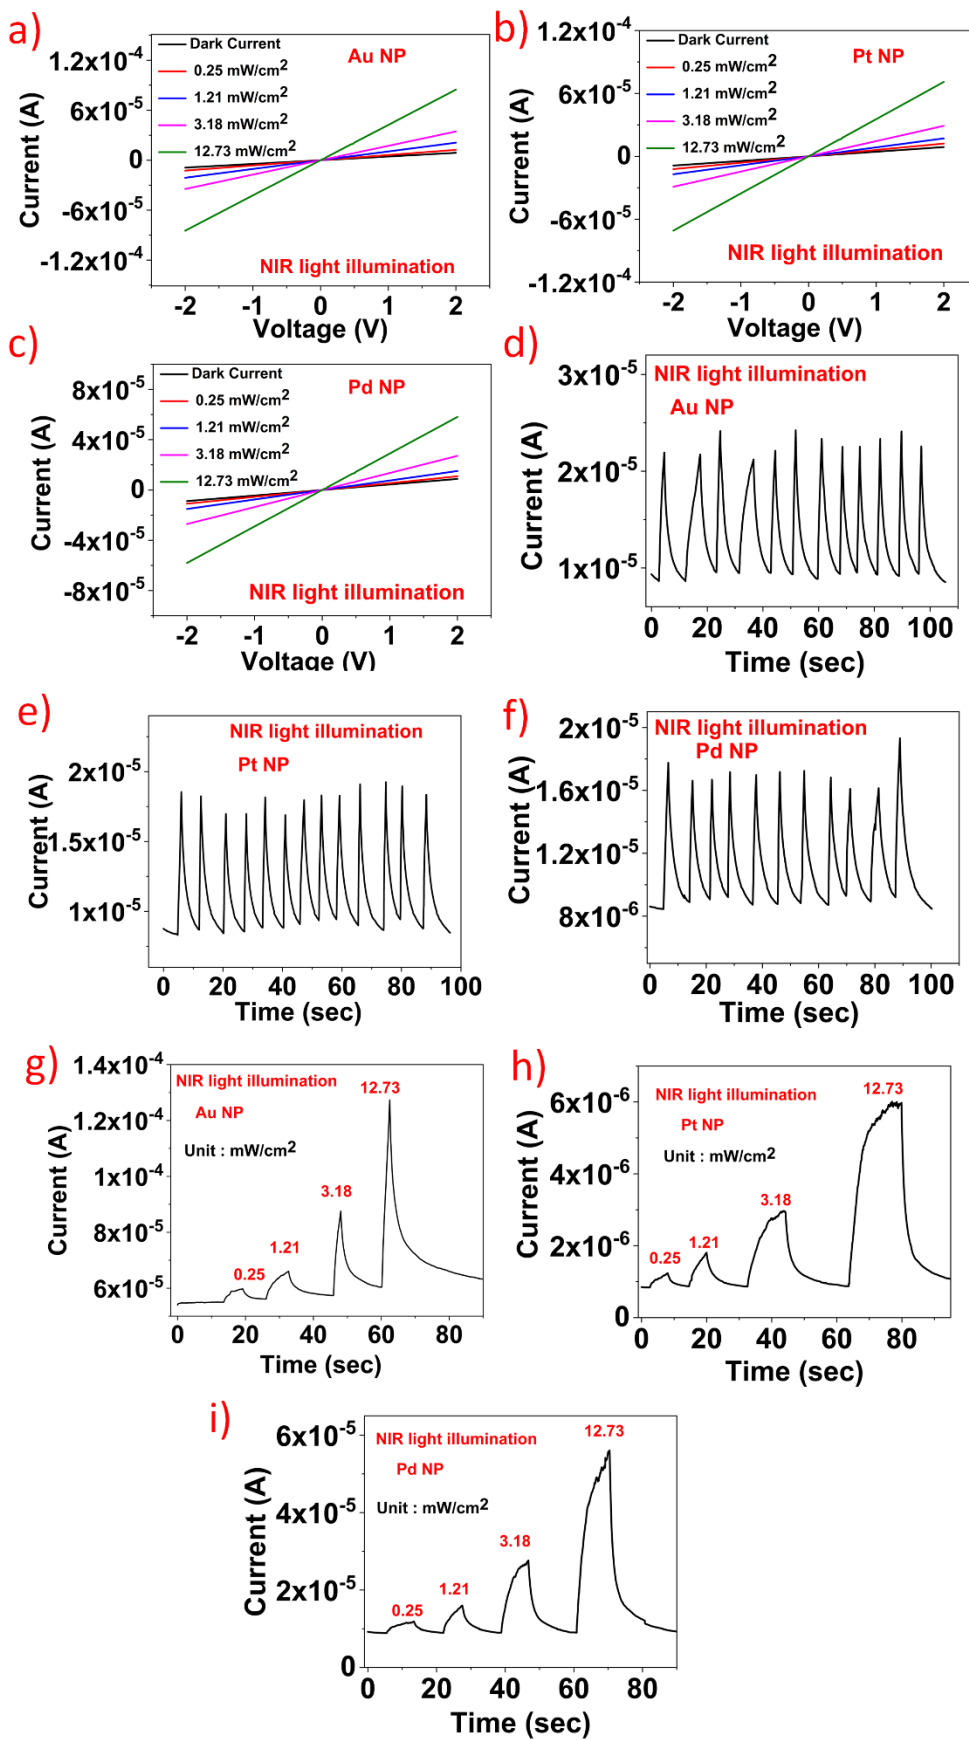 a)
Dark Current
0.25 mW/cm2
1.21 mW/cm2
3.18 mW/cm2
12.73 mW/cm2
Au NP
NIR light illumination
1.2x10-4
6x10-5
0
-6x10-5
-1.2x10-4
Current (A)
-2 -1 0 1 2
Voltage (V)
b)
Dark Current
0.25 mW/cm2
1.21 mW/cm2
3.18 mW/cm2
12.73 mW/cm2
Pt NP
NIR light illumination
1.2x10-4
6x10-5
0
-6x10-5
-1.2x10-4
Current (A)
-2 -1 0 1 2
Voltage (V)
c)
Dark Current
0.25 mW/cm2
1.21 mW/cm2
3.18 mW/cm2
12.73 mW/cm2
Pd NP
NIR light illumination
8x10-5
4x10-5
0
-4x10-5
-8x10-5
Current (A)
-2 -1 0 1 2
Voltage (V)
d)
NIR light illumination
Au NP
3x10-5
2x10-5
1x10-5
Current (A)
0 20 40 60 80 100
Time (sec)
e)
NIR light illumination
Pt NP
2x10-5
1.5x10-5
1x10-5
Current (A)
0 20 40 60 80 100
Time (sec)
f)
NIR light illumination
Pd NP
2x10-5
1.6x10-5
1.2x10-5
8x10-6
Current (A)
0 20 40 60 80 100
Time (sec)
g)
NIR light illumination
Au NP
Unit : mW/cm2
0.25
1.21
3.18
12.73
1.4x10-4
1.2x10-4
1x10-4
8x10-5
6x10-5
Current (A)
0 20 40 60 80
Time (sec)
h)
NIR light illumination
Pt NP
Unit : mW/cm2
0.25
1.21
3.18
12.73
6x10-6
4x10-6
2x10-6
0
Current (A)
0 20 40 60 80
Time (sec)
i)
NIR light illumination
Pd NP
Unit : mW/cm2
0.25
1.21
3.18
12.73
6x10-5
4x10-5
2x10-5
0
Current (A)
0 20 40 60 80
Time (sec)